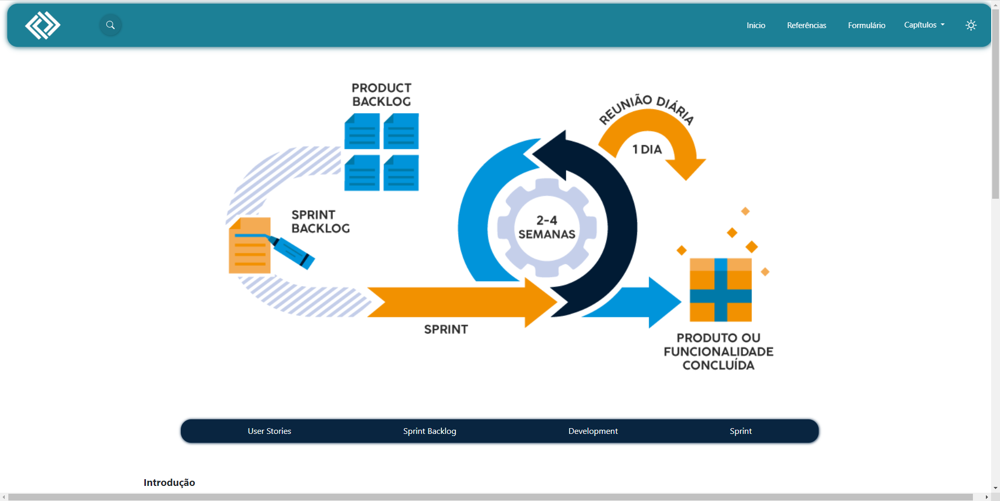 Inicio
Referências
Formulário
Capítulos
PRODUCT
BACKLOG
REUNIÃO DIÁRIA
1 DIA
SPRINT
BACKLOG
2-4
SEMANAS
SPRINT
PRODUTO OU
FUNCIONALIDADE
CONCLUÍDA
User Stories
Sprint Backlog
Development
Sprint
Introdução